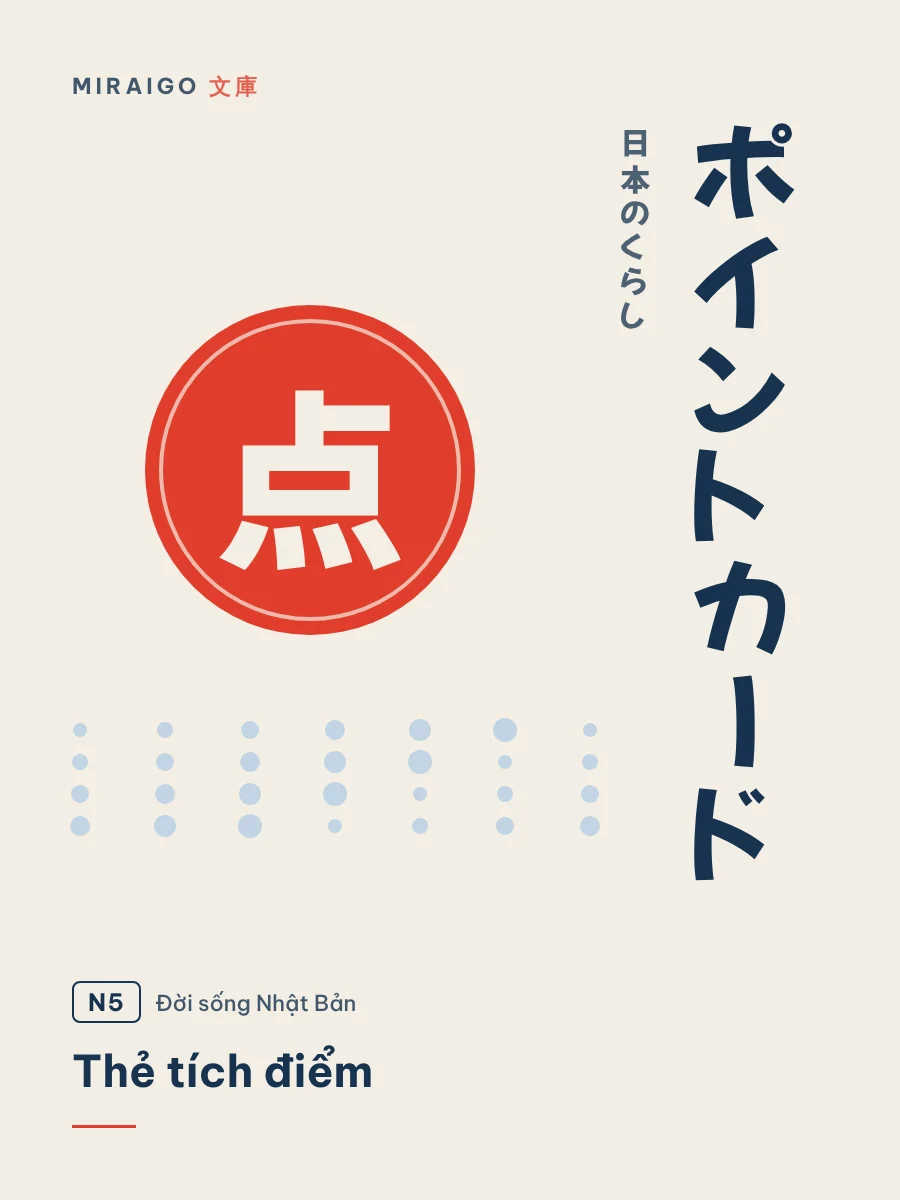 MIRAIGO 文庫
ポイントカード
日本のくらし
点
N5 Đời sống Nhật Bản
Thẻ tích điểm